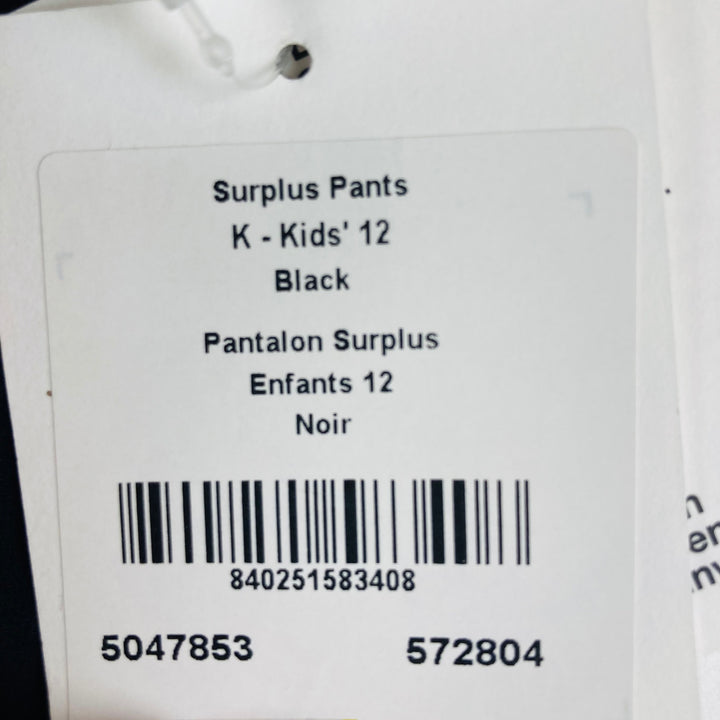 Surplus Pants
K - Kids' 12
Black
Pantalon Surplus
Enfants 12
Noir
840251583408
5047853 572804